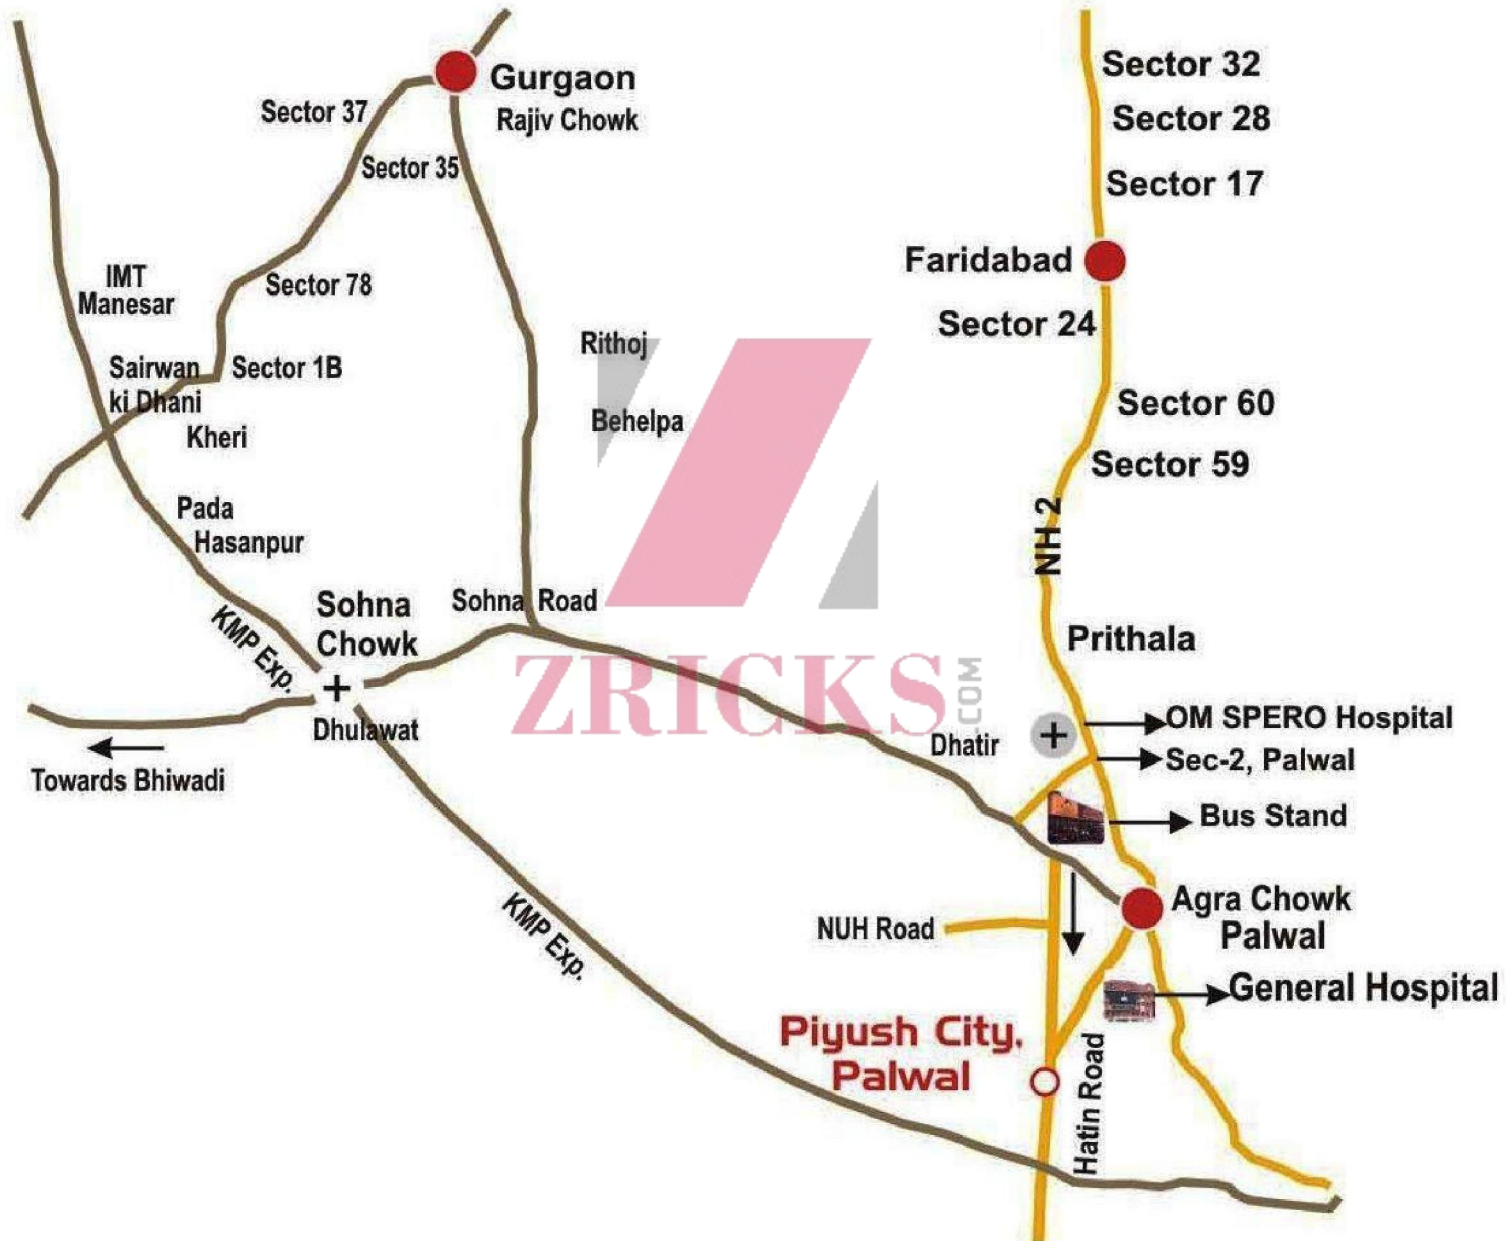 Sector 32
Gurgaon
Sector 37
Rajiv Chowk
Sector 28
Sector 35
Sector 17
Faridabad
IMT
Manesar
Sector 78
Sector 24
Rithoj
Sairwan
ki Dhani
Sector 1B
Behelpa
Sector 60
Kheri
Sector 59
Pada
Hasanpur
NH 2
Sohna
Chowk
Sohna Road
KMP Exp.
Prithala
ZRICKS.COM
Dhulawat
Dhatir
OM SPERO Hospital
Sec-2, Palwal
Towards Bhiwadi
Bus Stand
Agra Chowk
Palwal
NUH Road
KMP Exp.
General Hospital
Piyush City,
Palwal
Hatin Road